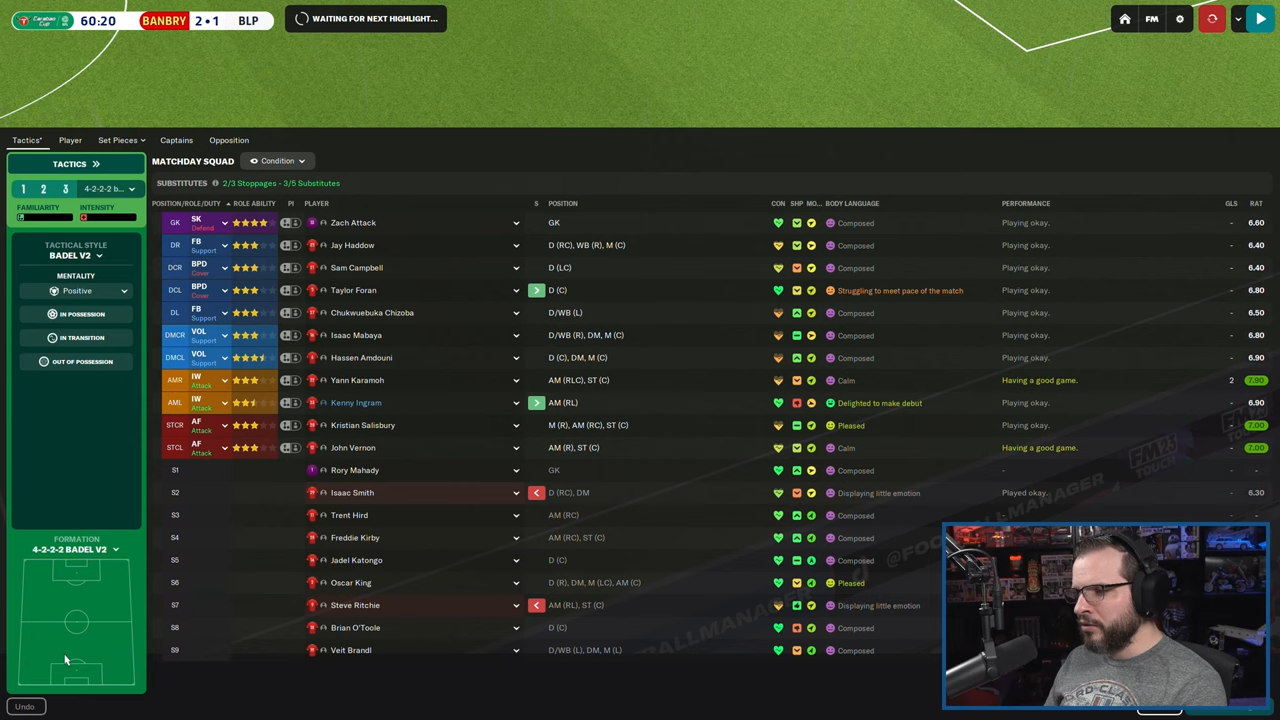 Carabao Cup 60:20 BANBRY 2 • 1 BLP
WAITING FOR NEXT HIGHLIGHT...
FM
Tactics* Player Set Pieces Captains Opposition
TACTICS
MATCHDAY SQUAD Condition
SUBSTITUTES 2/3 Stoppages - 3/5 Substitutes
1 2 3 4-2-2-2 b...
FAMILIARITY INTENSITY
TACTICAL STYLE
BADEL V2
MENTALITY
Positive
IN POSSESSION
IN TRANSITION
OUT OF POSSESSION
FORMATION
4-2-2-2 BADEL V2
Undo
POSITION/ROLE/DUTY ROLE ABILITY PI PLAYER S POSITION CON SHP MO... BODY LANGUAGE PERFORMANCE GLS RAT
GK SK Defend Zach Attack GK Composed Playing okay. - 6.60
DR FB Support Jay Haddow D (RC), WB (R), M (C) Composed Playing okay. - 6.40
DCR BPD Cover Sam Campbell D (LC) Composed Playing okay. - 6.40
DCL BPD Cover Taylor Foran D (C) Struggling to meet pace of the match Playing okay. - 6.80
DL FB Support Chukwuebuka Chizoba D/WB (L) Composed Playing okay. - 6.50
DMCR VOL Support Isaac Mabaya D/WB (R), DM, M (C) Composed Playing okay. - 6.80
DMCL VOL Support Hassen Amdouni D (C), DM, M (C) Composed Playing okay. - 6.90
AMR IW Attack Yann Karamoh AM (RLC), ST (C) Calm Having a good game. 2 7.90
AML IW Attack Kenny Ingram AM (RL) Delighted to make debut Playing okay. - 6.90
STCR AF Attack Kristian Salisbury M (R), AM (RC), ST (C) Pleased Playing okay. - 7.00
STCL AF Attack John Vernon AM (R), ST (C) Calm Having a good game. - 7.00
S1 Rory Mahady GK Composed - - -
S2 Isaac Smith D (RC), DM Displaying little emotion Played okay. - 6.30
S3 Trent Hird AM (RC) Composed
S4 Freddie Kirby AM (RC), ST (C) Composed
S5 Jadel Katongo D (C) Composed
S6 Oscar King D (R), DM, M (LC), AM (C) Pleased
S7 Steve Ritchie AM (RL), ST (C) Displaying little emotion
S8 Brian O'Toole D (C) Composed
S9 Veit Brandl D/WB (L), DM, M (L) Composed